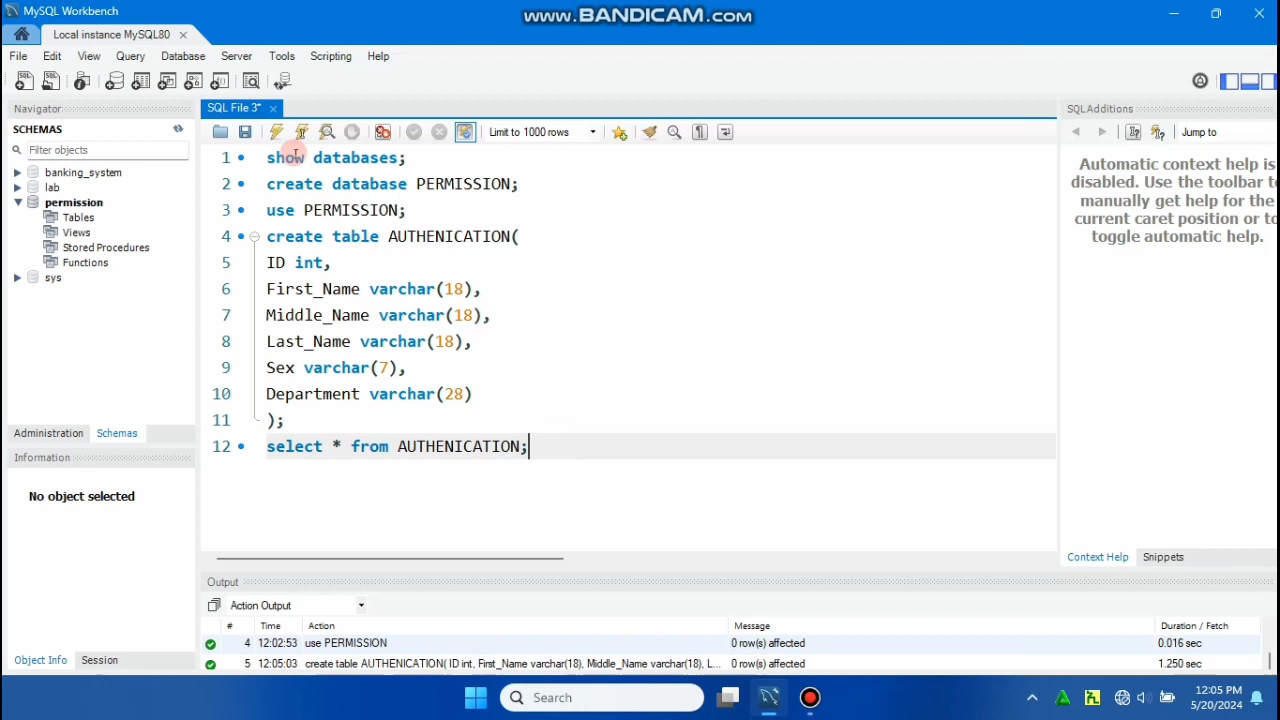 MySQL Workbench
www.BANDICAM.com
Local instance MySQL80
File Edit View Query Database Server Tools Scripting Help
Navigator
SCHEMAS
Filter objects
banking_system
lab
permission
Tables
Views
Stored Procedures
Functions
sys
Administration Schemas
Information
No object selected
Object Info Session
SQL File 3*
Limit to 1000 rows
1 show databases;
2 create database PERMISSION;
3 use PERMISSION;
4 create table AUTHENICATION(
5 ID int,
6 First_Name varchar(18),
7 Middle_Name varchar(18),
8 Last_Name varchar(18),
9 Sex varchar(7),
10 Department varchar(28)
11 );
12 select * from AUTHENICATION;
SQLAdditions
Jump to
Automatic context help is
disabled. Use the toolbar to
manually get help for the
current caret position or to
toggle automatic help.
Context Help Snippets
Output
Action Output
# Time Action Message Duration / Fetch
4 12:02:53 use PERMISSION 0 row(s) affected 0.016 sec
5 12:05:03 create table AUTHENICATION( ID int, First_Name varchar(18), Middle_Name varchar(18), L... 0 row(s) affected 1.250 sec
Search
12:05 PM
5/20/2024